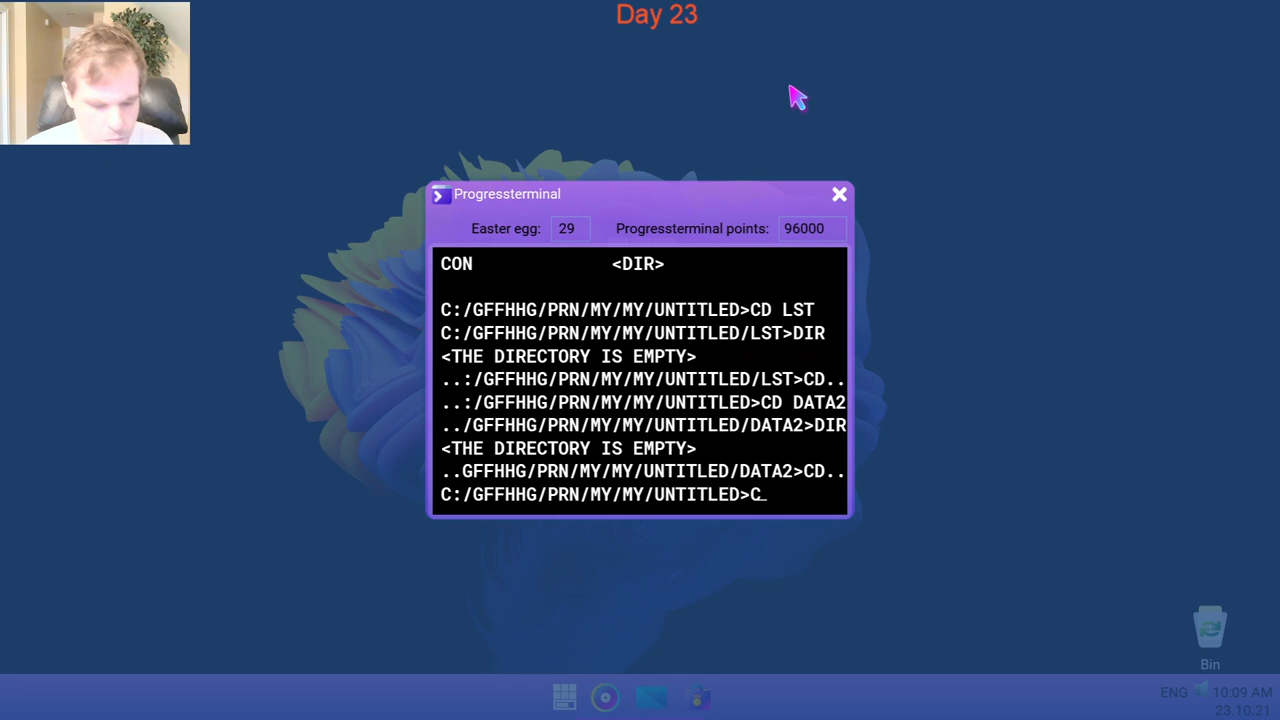 Day 23
Progressterminal
Easter egg: 29 Progressterminal points: 96000
CON <DIR>
C:/GFFHHG/PRN/MY/MY/UNTITLED>CD LST
C:/GFFHHG/PRN/MY/MY/UNTITLED/LST>DIR
<THE DIRECTORY IS EMPTY>
..:/GFFHHG/PRN/MY/MY/UNTITLED/LST>CD..
..:/GFFHHG/PRN/MY/MY/UNTITLED>CD DATA2
../GFFHHG/PRN/MY/MY/UNTITLED/DATA2>DIR
<THE DIRECTORY IS EMPTY>
..GFFHHG/PRN/MY/MY/UNTITLED/DATA2>CD..
C:/GFFHHG/PRN/MY/MY/UNTITLED>C_
Bin
ENG 10:09 AM
23.10.21